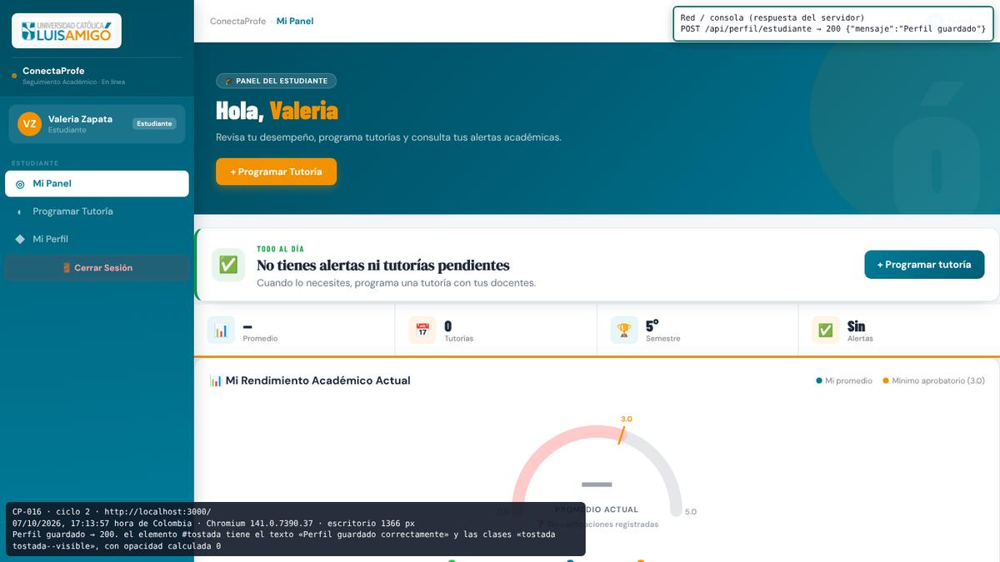 UNIVERSIDAD CATÓLICA
LUISAMIGÓ
ConectaProfe
Seguimiento Académico · En línea
VZ
Valeria Zapata
Estudiante
Estudiante
ESTUDIANTE
Mi Panel
Programar Tutoría
Mi Perfil
Cerrar Sesión
ConectaProfe › Mi Panel
Red / consola (respuesta del servidor)
POST /api/perfil/estudiante → 200 {"mensaje":"Perfil guardado"}
PANEL DEL ESTUDIANTE
Hola, Valeria
Revisa tu desempeño, programa tutorías y consulta tus alertas académicas.
+ Programar Tutoría
Ó
TODO AL DÍA
No tienes alertas ni tutorías pendientes
Cuando lo necesites, programa una tutoría con tus docentes.
+ Programar tutoría
—
Promedio
0
Tutorías
5°
Semestre
Sin
Alertas
Mi Rendimiento Académico Actual
Mi promedio
Mínimo aprobatorio (3.0)
3.0
—
0.0
PROMEDIO ACTUAL
5.0
calificaciones registradas
CP-016 · ciclo 2 · http://localhost:3000/
07/10/2026, 17:13:57 hora de Colombia · Chromium 141.0.7390.37 · escritorio 1366 px
Perfil guardado → 200. el elemento #tostada tiene el texto «Perfil guardado correctamente» y las clases «tostada
tostada--visible», con opacidad calculada 0